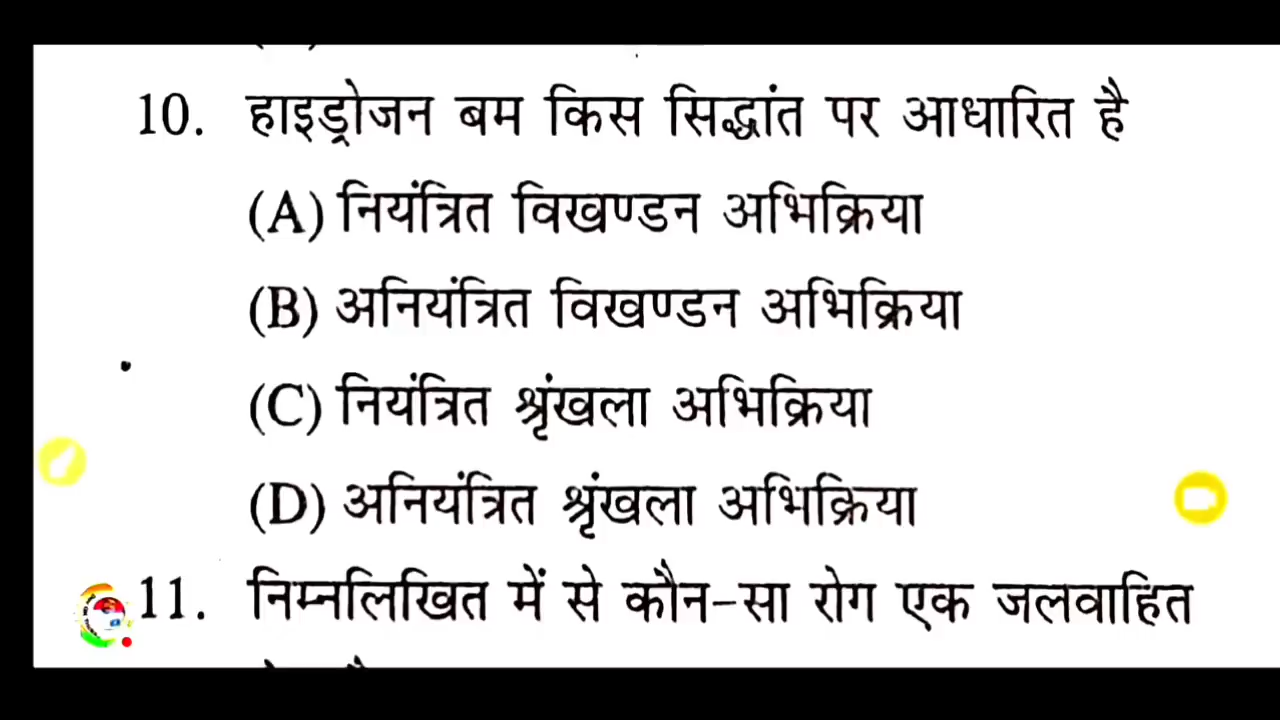 10. हाइड्रोजन बम किस सिद्धांत पर आधारित है
(A) नियंत्रित विखण्डन अभिक्रिया
(B) अनियंत्रित विखण्डन अभिक्रिया
(C) नियंत्रित श्रृंखला अभिक्रिया
(D) अनियंत्रित श्रृंखला अभिक्रिया
11. निम्नलिखित में से कौन-सा रोग एक जलवाहित